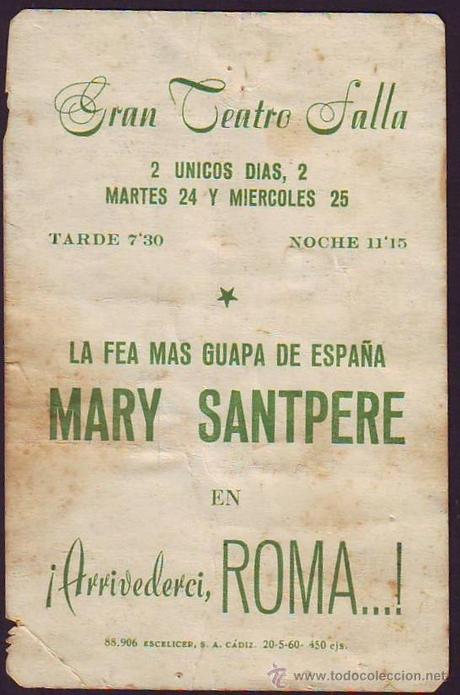 Gran Teatro Falla
2 UNICOS DIAS, 2
MARTES 24 Y MIERCOLES 25
TARDE 7'30 NOCHE 11'15
LA FEA MAS GUAPA DE ESPAÑA
MARY SANTPERE
EN
¡Arrivederci, ROMA...!
88.906 ESCELICER, S. A. CÁDIZ. 20-5-60- 450 ejs.
todocoleccion
www.todocoleccion.net